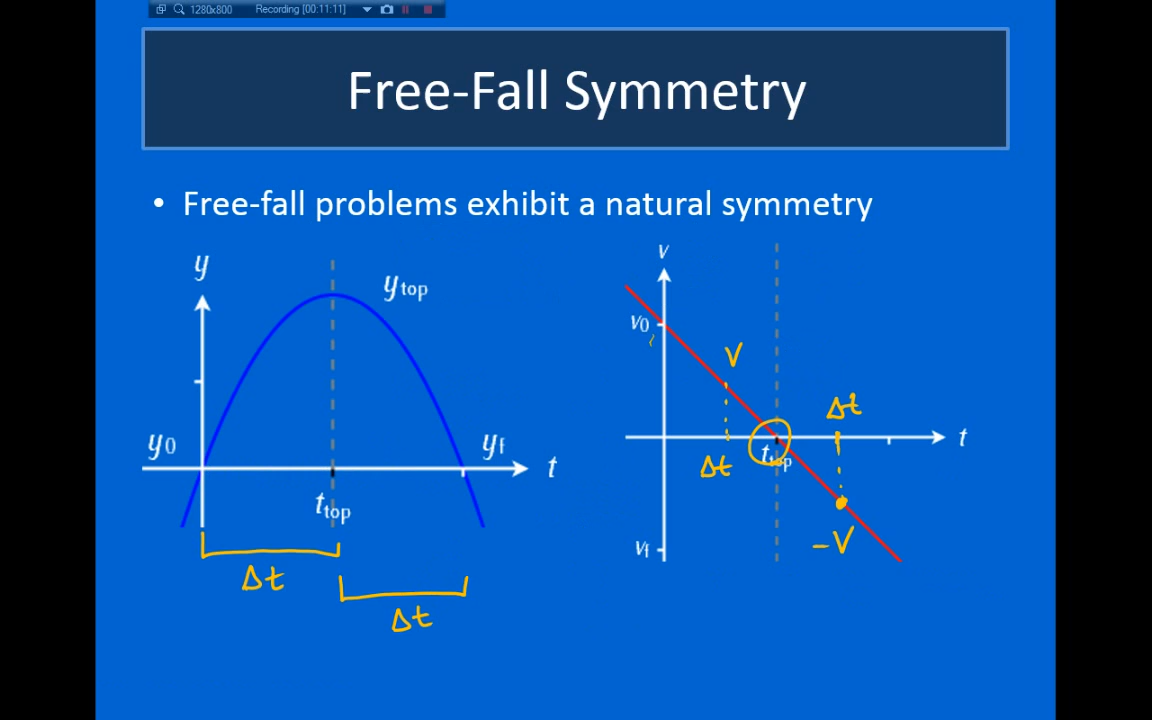 1280x800 Recording [00:11:11]
Free-Fall Symmetry
• Free-fall problems exhibit a natural symmetry
y
ytop
y0
yf
t
ttop
Δt
Δt
v
v0
V
Δt
t
Δt
ttop
-V
vf